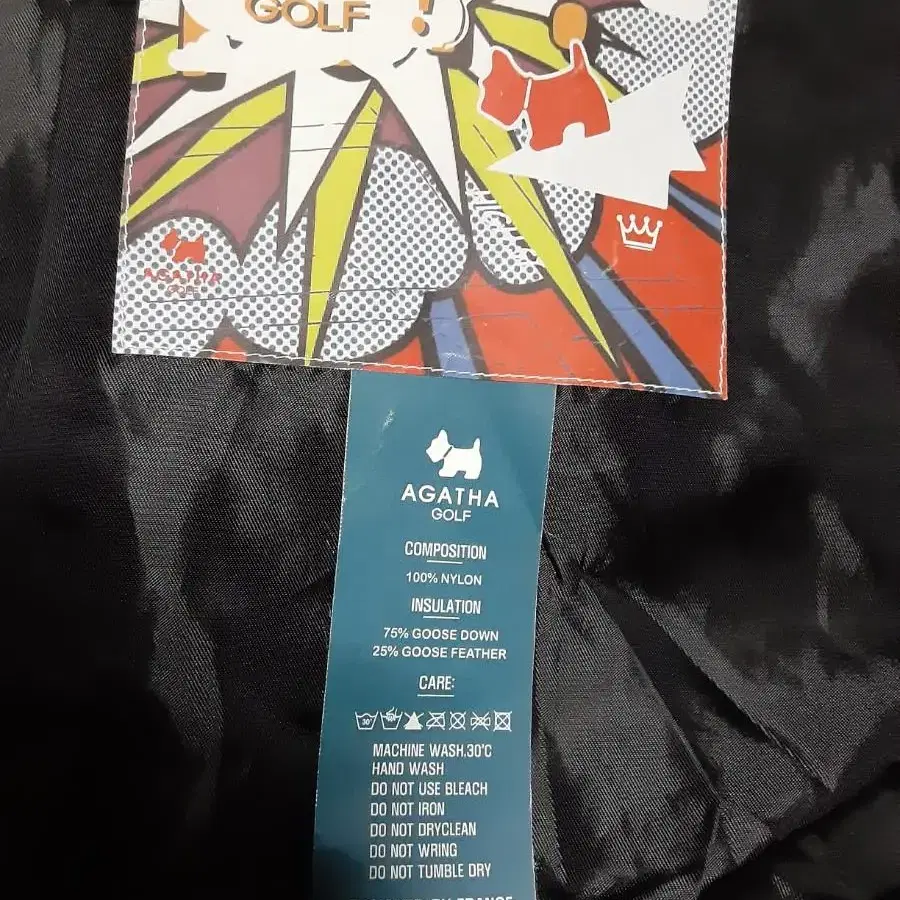 GOLF !
AGATHA
GOLF
AGATHA
GOLF
COMPOSITION
100% NYLON
INSULATION
75% GOOSE DOWN
25% GOOSE FEATHER
CARE:
30°
MACHINE WASH,30°C
HAND WASH
DO NOT USE BLEACH
DO NOT IRON
DO NOT DRYCLEAN
DO NOT WRING
DO NOT TUMBLE DRY